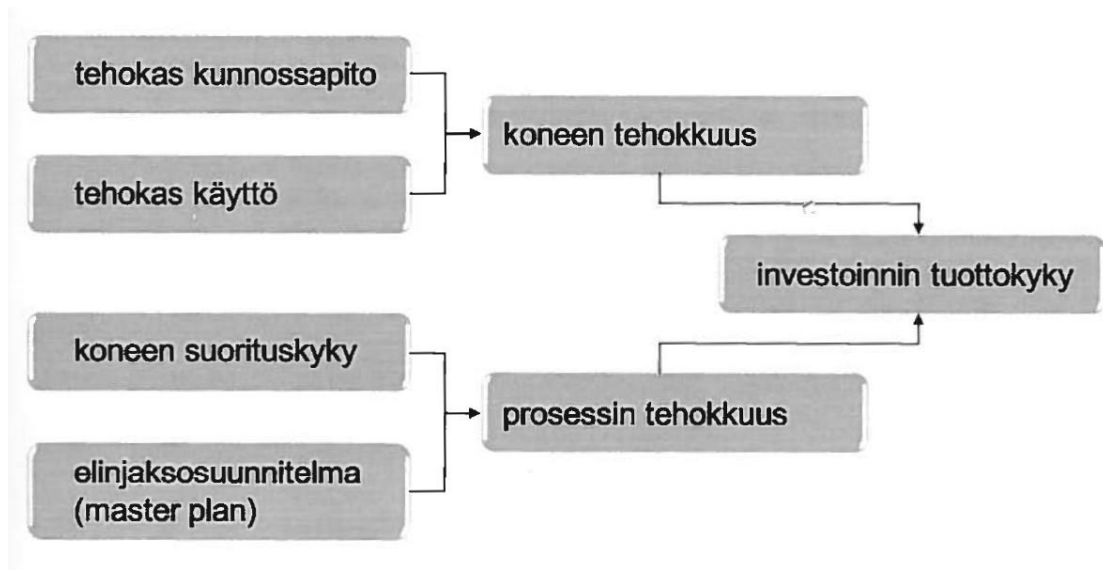 tehokas kunnossapito
koneen tehokkuus
tehokas käyttö
investoinnin tuottokyky
koneen suorituskyky
prosessin tehokkuus
elinjaksosuunnitelma
(master plan)